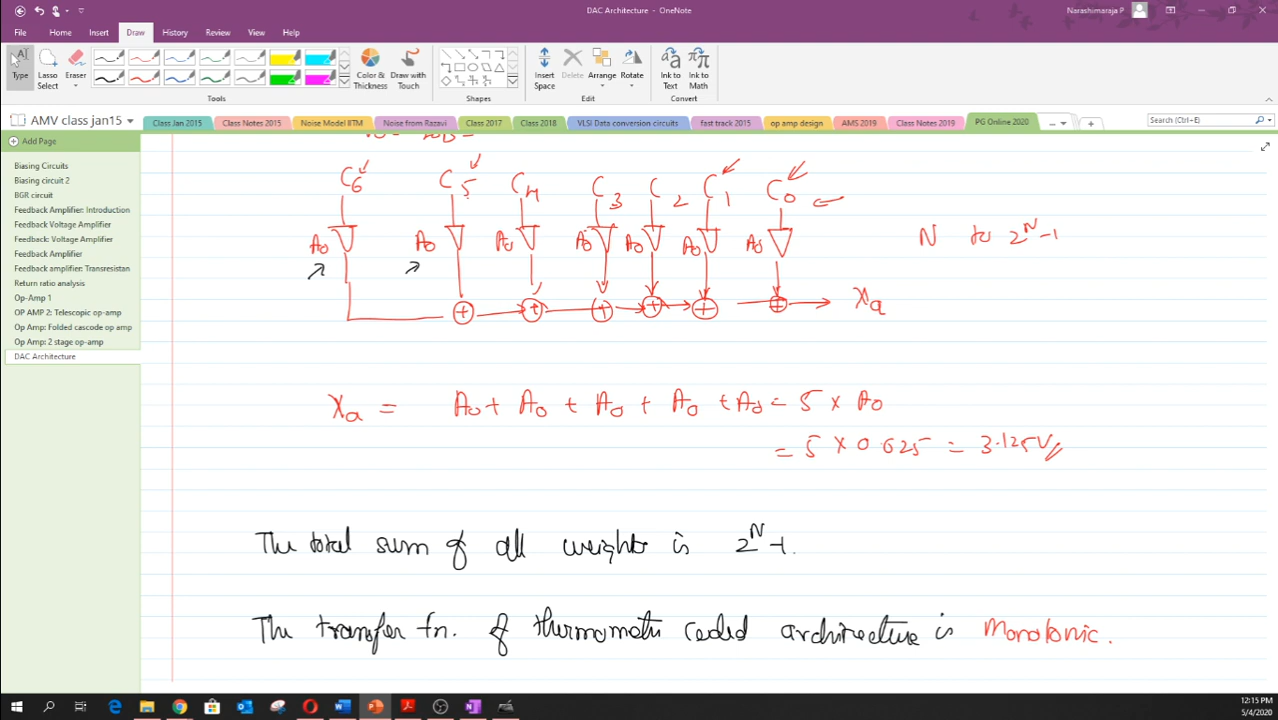 DAC Architecture - OneNote
Narashimaraja P
File Home Insert Draw History Review View Help
Type
Lasso Select
Eraser
Color & Thickness
Draw with Touch
Insert Space
Delete
Arrange
Rotate
Ink to Text
Ink to Math
Tools
Shapes
Edit
Convert
AMV class jan15
Class Jan 2015
Class Notes 2015
Noise Model IITM
Noise from Razavi
Class 2017
Class 2018
VLSI Data conversion circuits
fast track 2015
op amp design
AMS 2019
Class Notes 2019
PG Online 2020
Search (Ctrl+E)
Add Page
Biasing Circuits
Biasing circuit 2
BGR circuit
Feedback Amplifier: Introduction
Feedback Voltage Amplifier
Feedback: Voltage Amplifier
Feedback Amplifier
Feedback amplifier: Transresistan
Return ratio analysis
Op-Amp 1
OP AMP 2: Telescopic op-amp
Op Amp: Folded cascode op amp
Op Amp: 2 stage op-amp
DAC Architecture
C6 C5 C4 C3 C2 C1 C0
A0 A0 A0 A0 A0 A0 A0
N to 2^N-1
+ + + + + + Xa
Xa = A0 + A0 + A0 + A0 + A0 = 5 × A0
= 5 × 0.625 = 3.125V
The total sum of all weights is 2^N-1.
The transfer fn. of thermometer coded architecture is Monotonic.
12:15 PM
5/4/2020